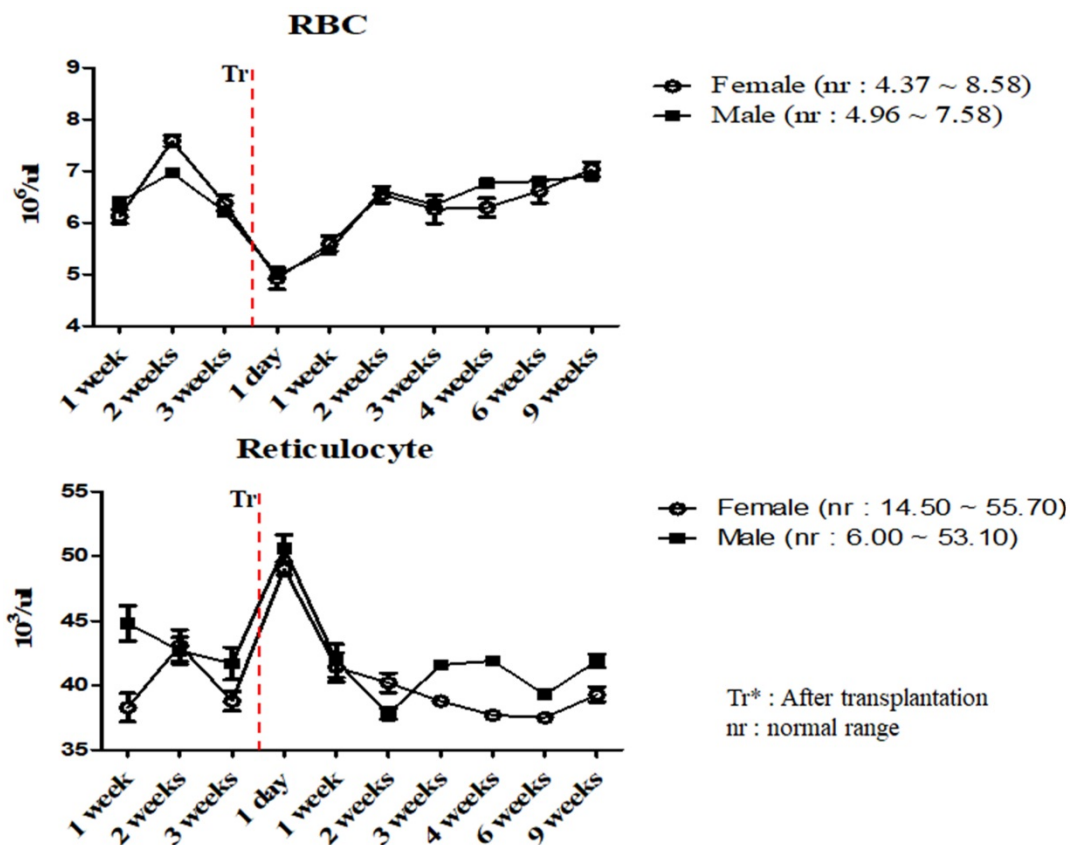 RBC
Tr
9
8
7
6
5
4
10⁶/ul
1 week
2 weeks
3 weeks
1 day
1 week
2 weeks
3 weeks
4 weeks
6 weeks
9 weeks
Female (nr : 4.37 ~ 8.58)
Male (nr : 4.96 ~ 7.58)
Reticulocyte
Tr
55
50
45
40
35
10³/ul
1 week
2 weeks
3 weeks
1 day
1 week
2 weeks
3 weeks
4 weeks
6 weeks
9 weeks
Female (nr : 14.50 ~ 55.70)
Male (nr : 6.00 ~ 53.10)
Tr* : After transplantation
nr : normal range